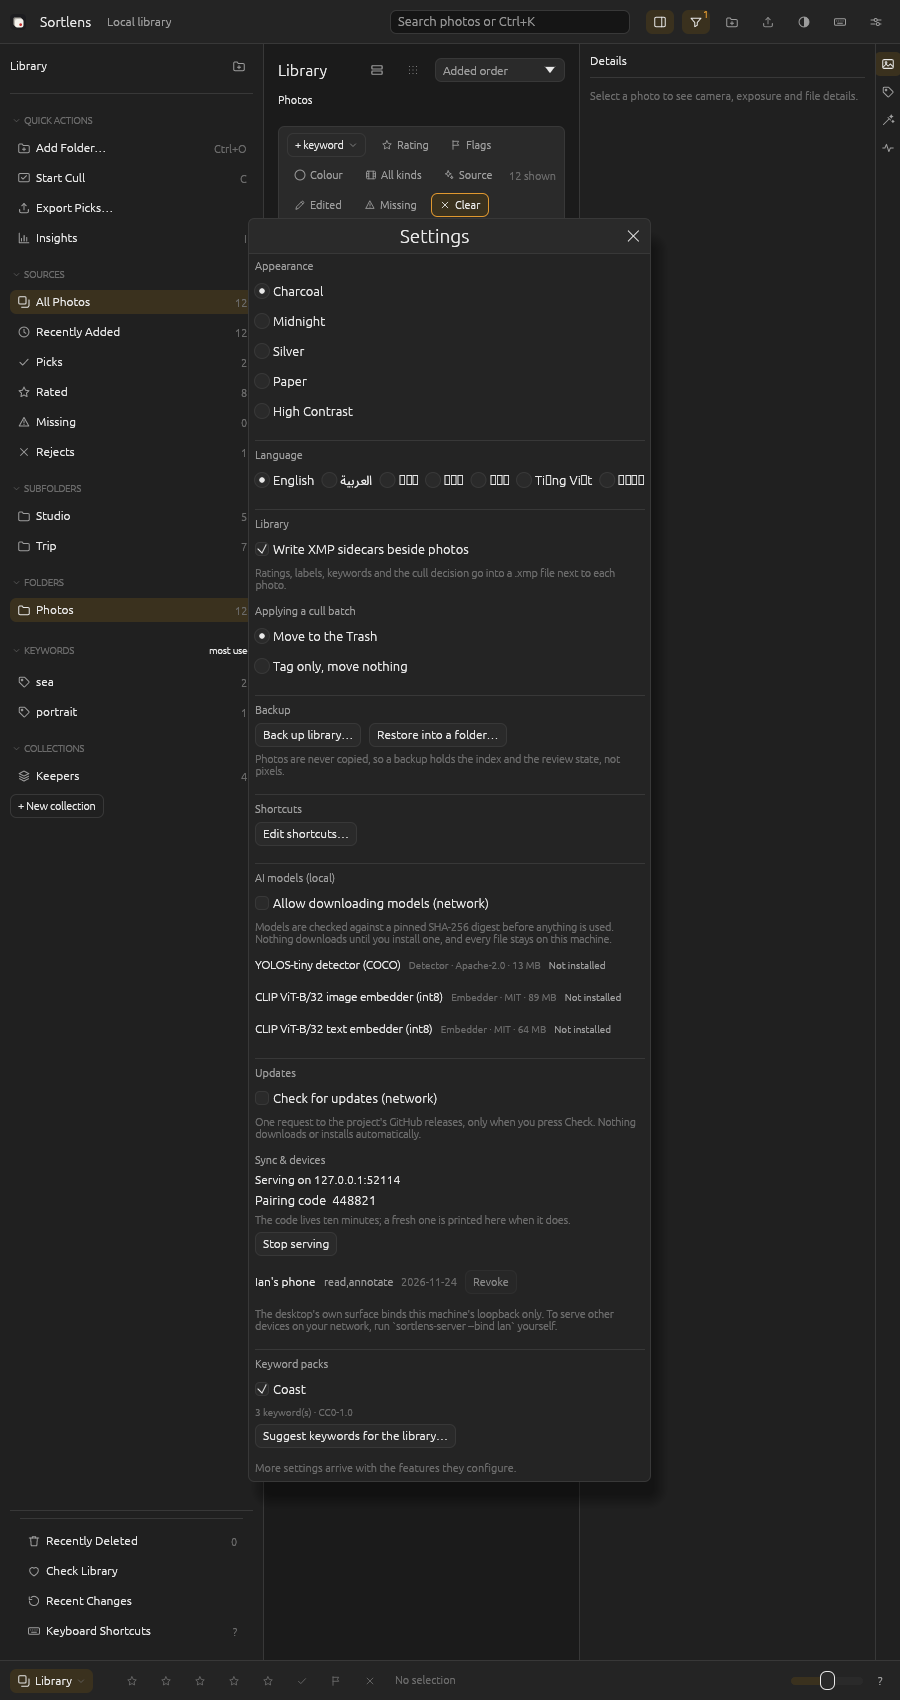 Sortlens
Local library
Search photos or Ctrl+K
1
Library
QUICK ACTIONS
Add Folder... Ctrl+O
Start Cull C
Export Picks...
Insights
SOURCES
All Photos 12
Recently Added 12
Picks 2
Rated 8
Missing 0
Rejects 1
SUBFOLDERS
Studio 5
Trip 7
FOLDERS
Photos 12
KEYWORDS most use
sea 2
portrait 1
COLLECTIONS
Keepers 4
+ New collection
Recently Deleted 0
Check Library
Recent Changes
Keyboard Shortcuts ?
Library
Added order
Photos
+ keyword Rating Flags
Colour All kinds Source 12 shown
Edited Missing Clear
Details
Select a photo to see camera, exposure and file details.
Settings
Appearance
Charcoal
Midnight
Silver
Paper
High Contrast
Language
English العربية Ti▯ng Vi▯t
Library
Write XMP sidecars beside photos
Ratings, labels, keywords and the cull decision go into a .xmp file next to each
photo.
Applying a cull batch
Move to the Trash
Tag only, move nothing
Backup
Back up library... Restore into a folder...
Photos are never copied, so a backup holds the index and the review state, not
pixels.
Shortcuts
Edit shortcuts...
AI models (local)
Allow downloading models (network)
Models are checked against a pinned SHA-256 digest before anything is used.
Nothing downloads until you install one, and every file stays on this machine.
YOLOS-tiny detector (COCO) Detector · Apache-2.0 · 13 MB Not installed
CLIP ViT-B/32 image embedder (int8) Embedder · MIT · 89 MB Not installed
CLIP ViT-B/32 text embedder (int8) Embedder · MIT · 64 MB Not installed
Updates
Check for updates (network)
One request to the project's GitHub releases, only when you press Check. Nothing
downloads or installs automatically.
Sync & devices
Serving on 127.0.0.1:52114
Pairing code 448821
The code lives ten minutes; a fresh one is printed here when it does.
Stop serving
Ian's phone read,annotate 2026-11-24 Revoke
The desktop's own surface binds this machine's loopback only. To serve other
devices on your network, run `sortlens-server --bind lan` yourself.
Keyword packs
Coast
3 keyword(s) · CC0-1.0
Suggest keywords for the library...
More settings arrive with the features they configure.
Library
No selection
?